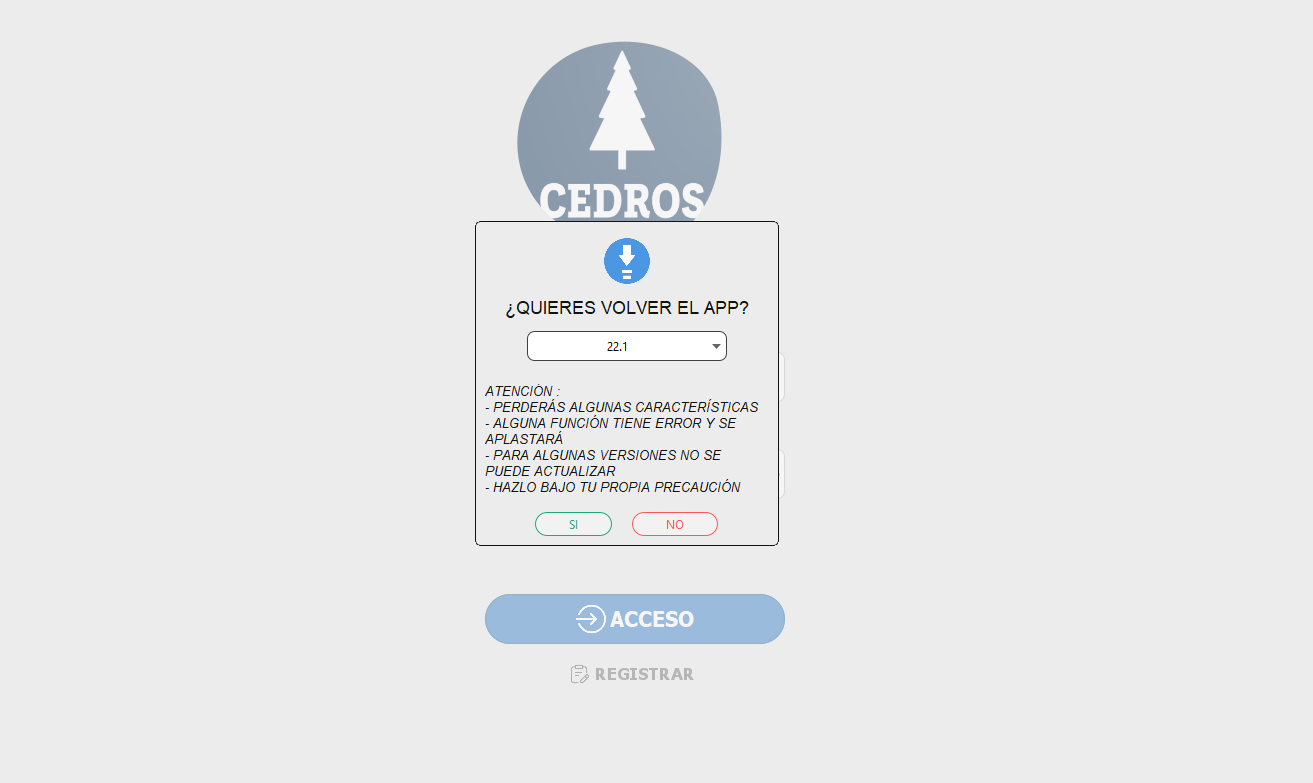 CEDROS
¿QUIERES VOLVER EL APP?
22.1
ATENCIÓN :
- PERDERÁS ALGUNAS CARACTERÍSTICAS
- ALGUNA FUNCIÓN TIENE ERROR Y SE
APLASTARÁ
- PARA ALGUNAS VERSIONES NO SE
PUEDE ACTUALIZAR
- HAZLO BAJO TU PROPIA PRECAUCIÓN
SI NO
ACCESO
REGISTRAR